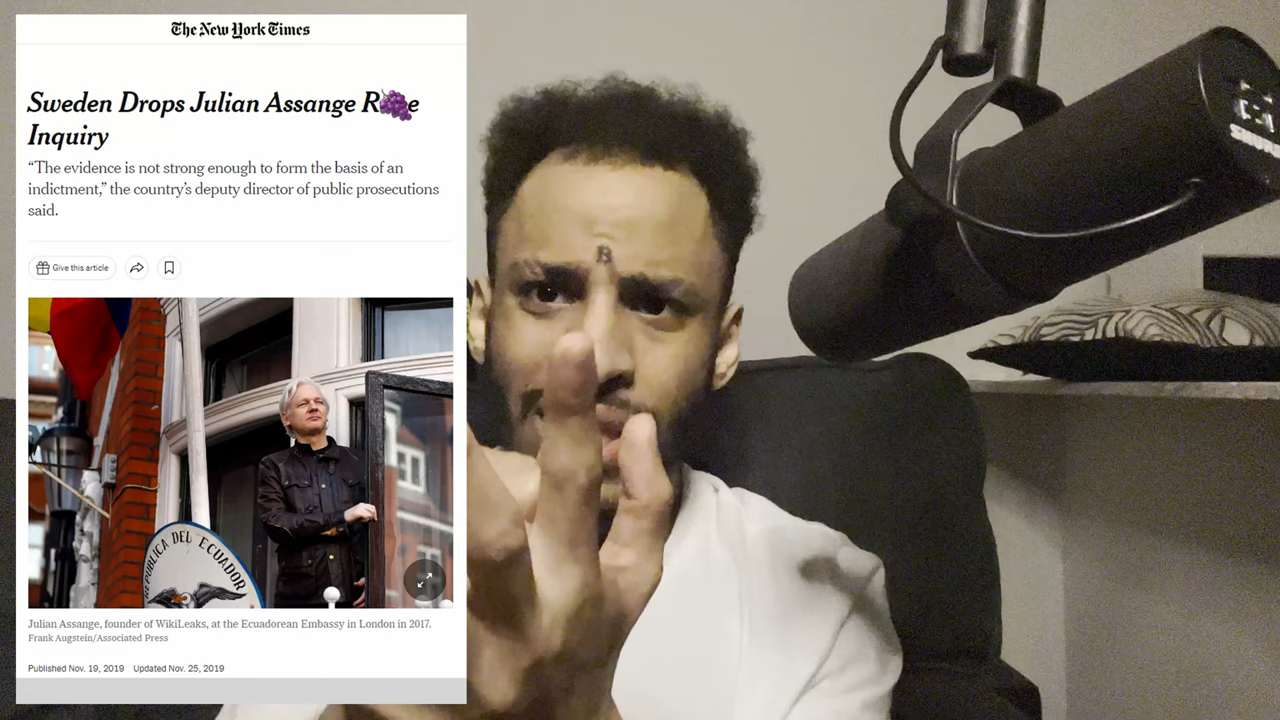 The New York Times
Sweden Drops Julian Assange R🍇e
Inquiry
“The evidence is not strong enough to form the basis of an
indictment,” the country’s deputy director of public prosecutions
said.
Give this article
REPÚBLICA DEL ECUADOR
Julian Assange, founder of WikiLeaks, at the Ecuadorean Embassy in London in 2017.
Frank Augstein/Associated Press
Published Nov. 19, 2019 Updated Nov. 25, 2019
B
SHURE